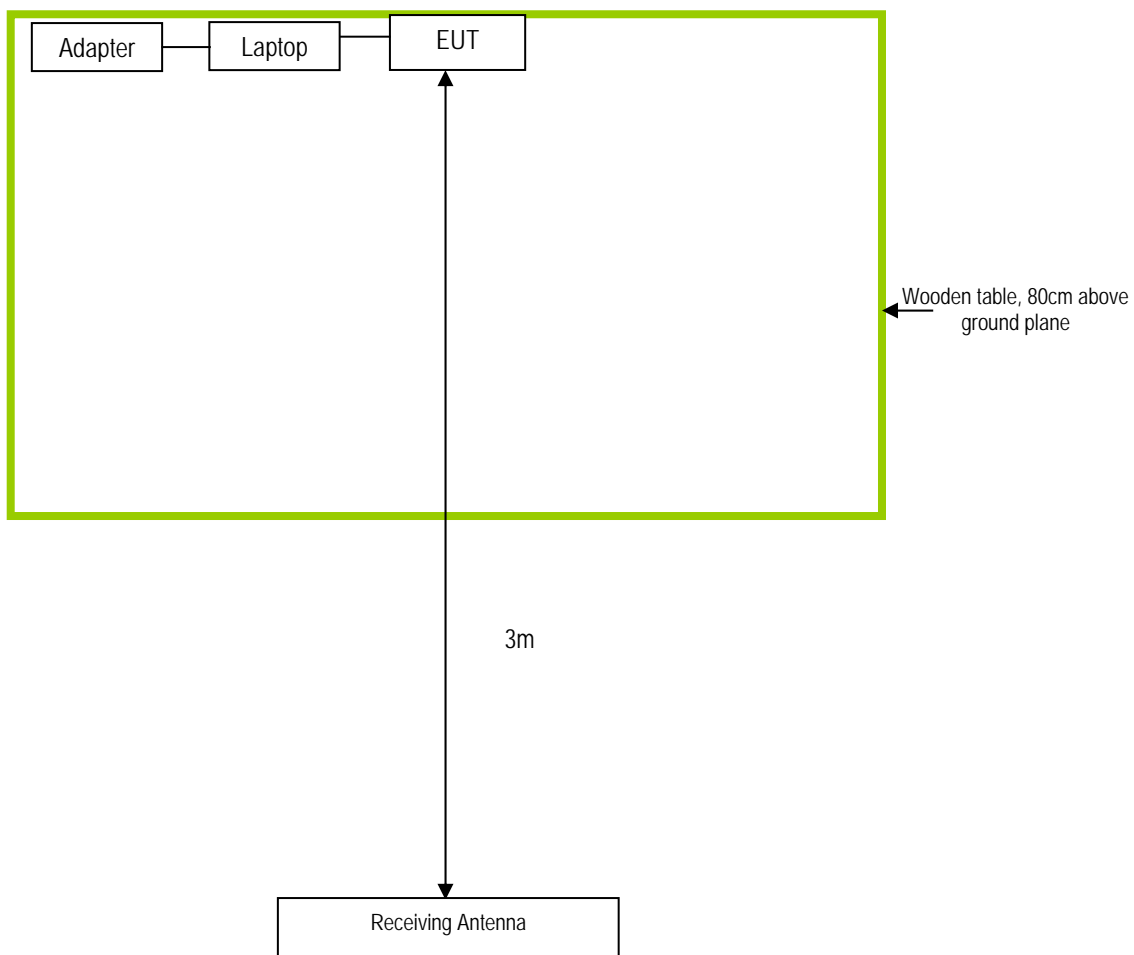 Adapter
Laptop
EUT
Wooden table, 80cm above
ground plane
3m
Receiving Antenna